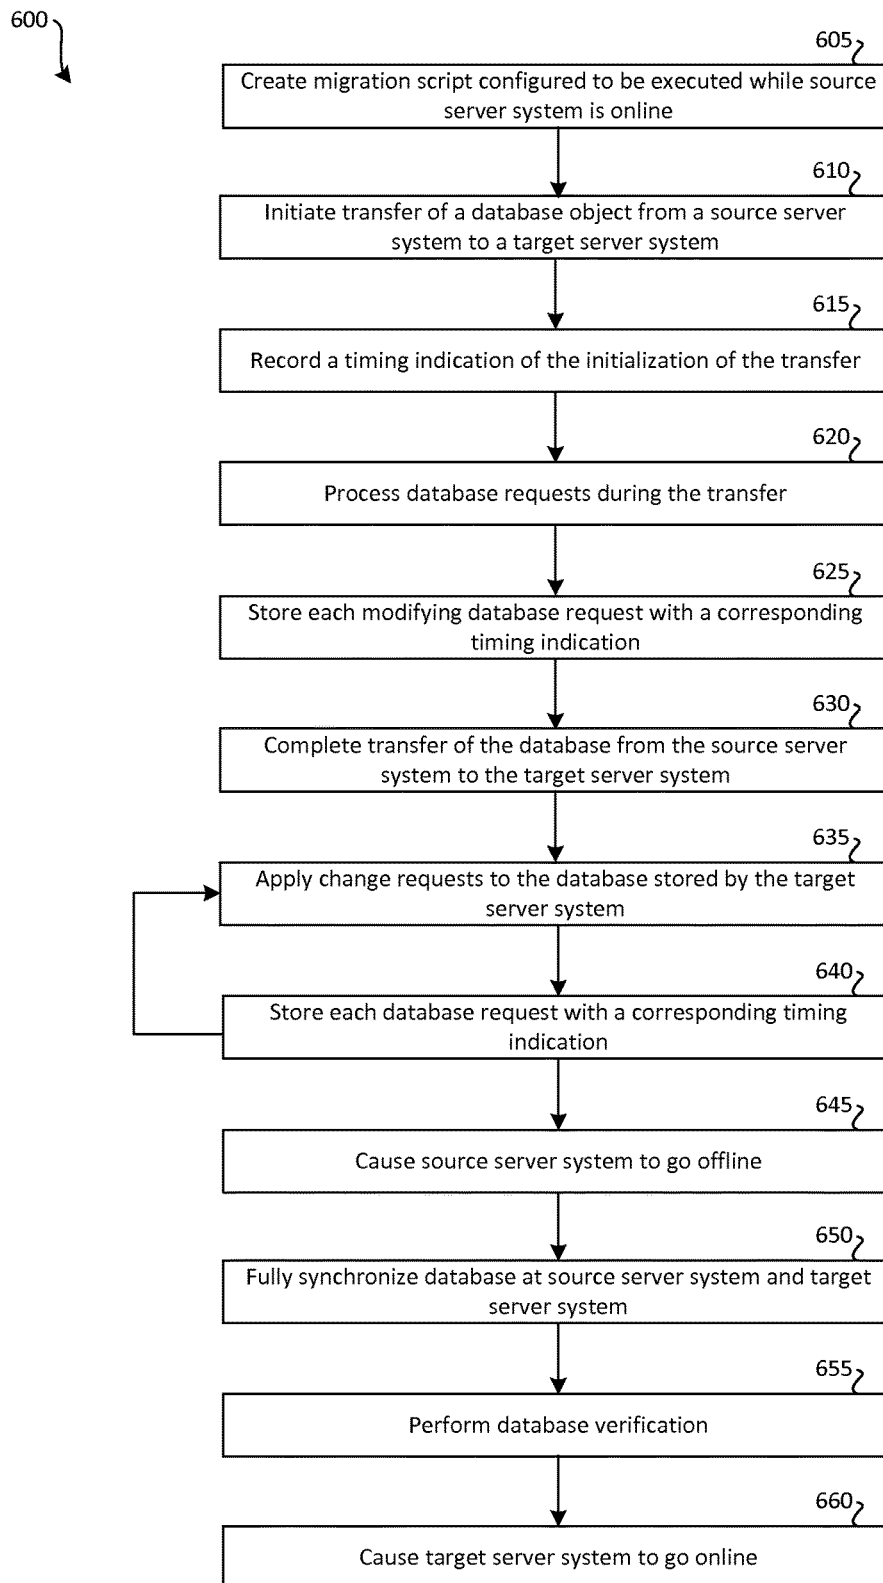 600
605
Create migration script configured to be executed while source
server system is online
610
Initiate transfer of a database object from a source server
system to a target server system
615
Record a timing indication of the initialization of the transfer
620
Process database requests during the transfer
625
Store each modifying database request with a corresponding
timing indication
630
Complete transfer of the database from the source server
system to the target server system
635
Apply change requests to the database stored by the target
server system
640
Store each database request with a corresponding timing
indication
645
Cause source server system to go offline
650
Fully synchronize database at source server system and target
server system
655
Perform database verification
660
Cause target server system to go online